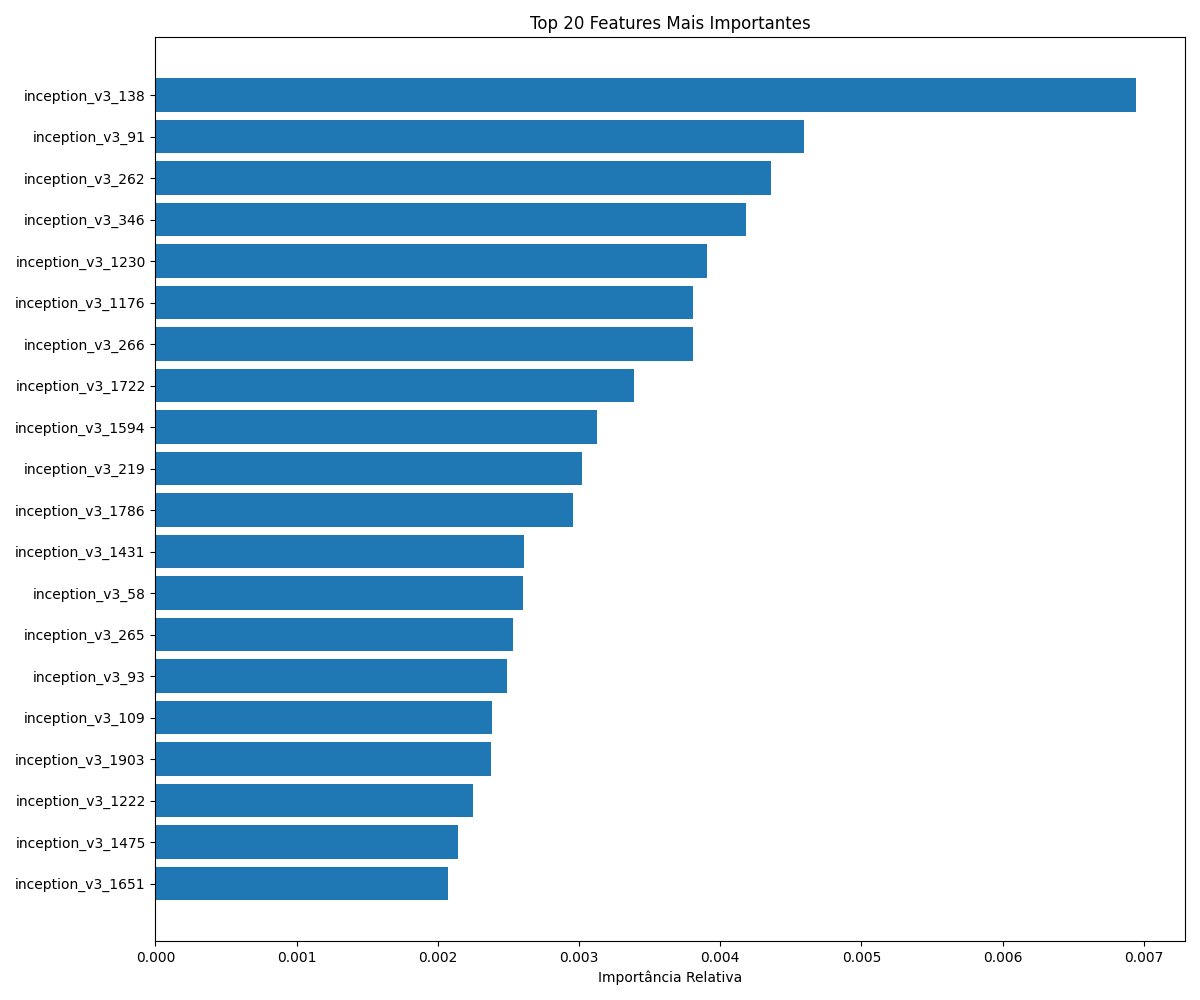 Top 20 Features Mais Importantes
inception_v3_138
inception_v3_91
inception_v3_262
inception_v3_346
inception_v3_1230
inception_v3_1176
inception_v3_266
inception_v3_1722
inception_v3_1594
inception_v3_219
inception_v3_1786
inception_v3_1431
inception_v3_58
inception_v3_265
inception_v3_93
inception_v3_109
inception_v3_1903
inception_v3_1222
inception_v3_1475
inception_v3_1651
0.000 0.001 0.002 0.003 0.004 0.005 0.006 0.007
Importância Relativa